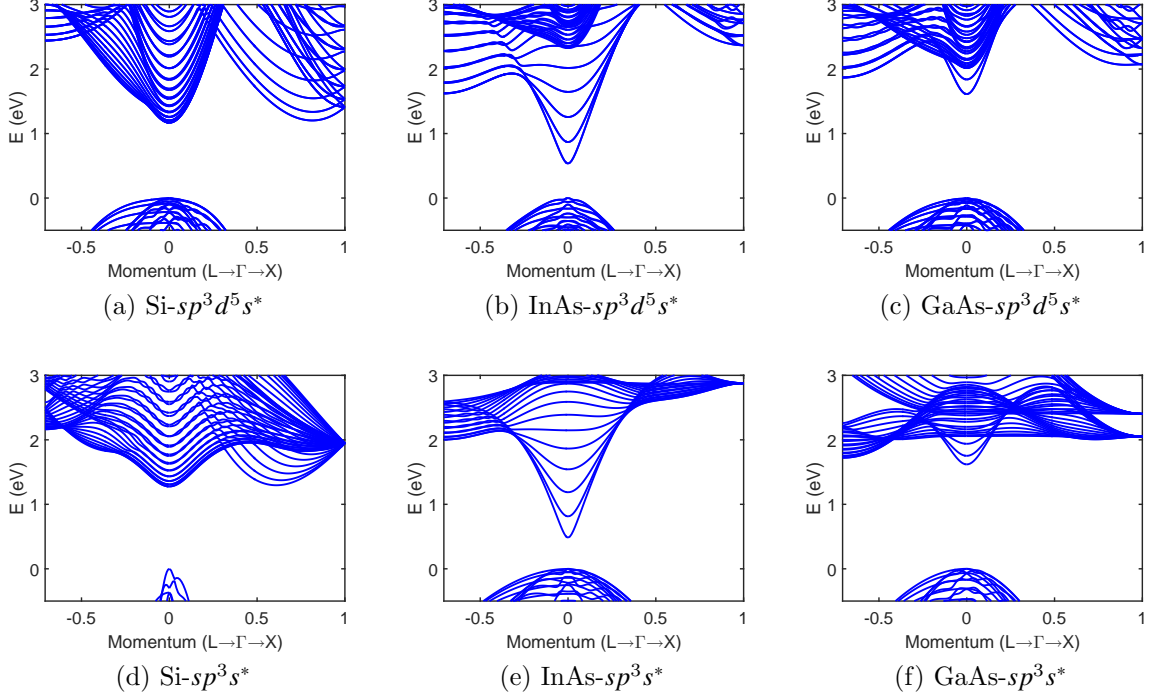 3 3 3
2 2 2
E (eV) E (eV) E (eV)
1 1 1
0 0 0
-0.5 0 0.5 1 -0.5 0 0.5 1 -0.5 0 0.5 1
Momentum (L→Γ→X) Momentum (L→Γ→X) Momentum (L→Γ→X)
(a) Si-sp³d⁵s* (b) InAs-sp³d⁵s* (c) GaAs-sp³d⁵s*
3 3 3
2 2 2
E (eV) E (eV) E (eV)
1 1 1
0 0 0
-0.5 0 0.5 1 -0.5 0 0.5 1 -0.5 0 0.5 1
Momentum (L→Γ→X) Momentum (L→Γ→X) Momentum (L→Γ→X)
(d) Si-sp³s* (e) InAs-sp³s* (f) GaAs-sp³s*